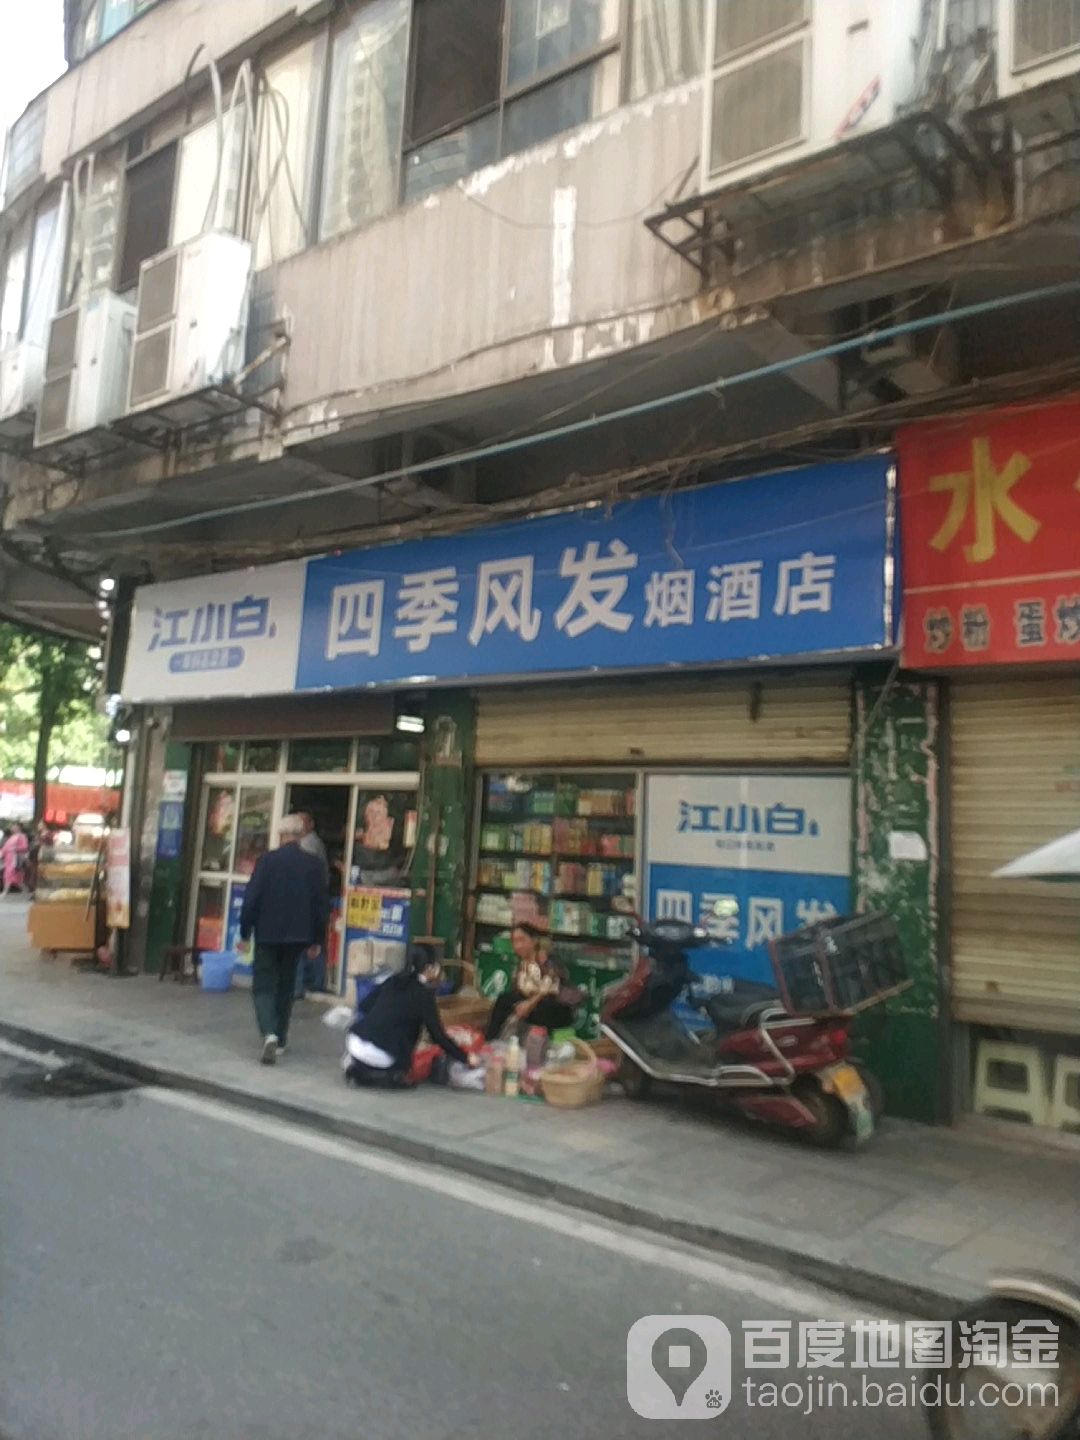 江小白
四季风发烟酒店
水
炒粉 蛋炒
江小白
四季风发
百度地图淘金
taojin.baidu.com